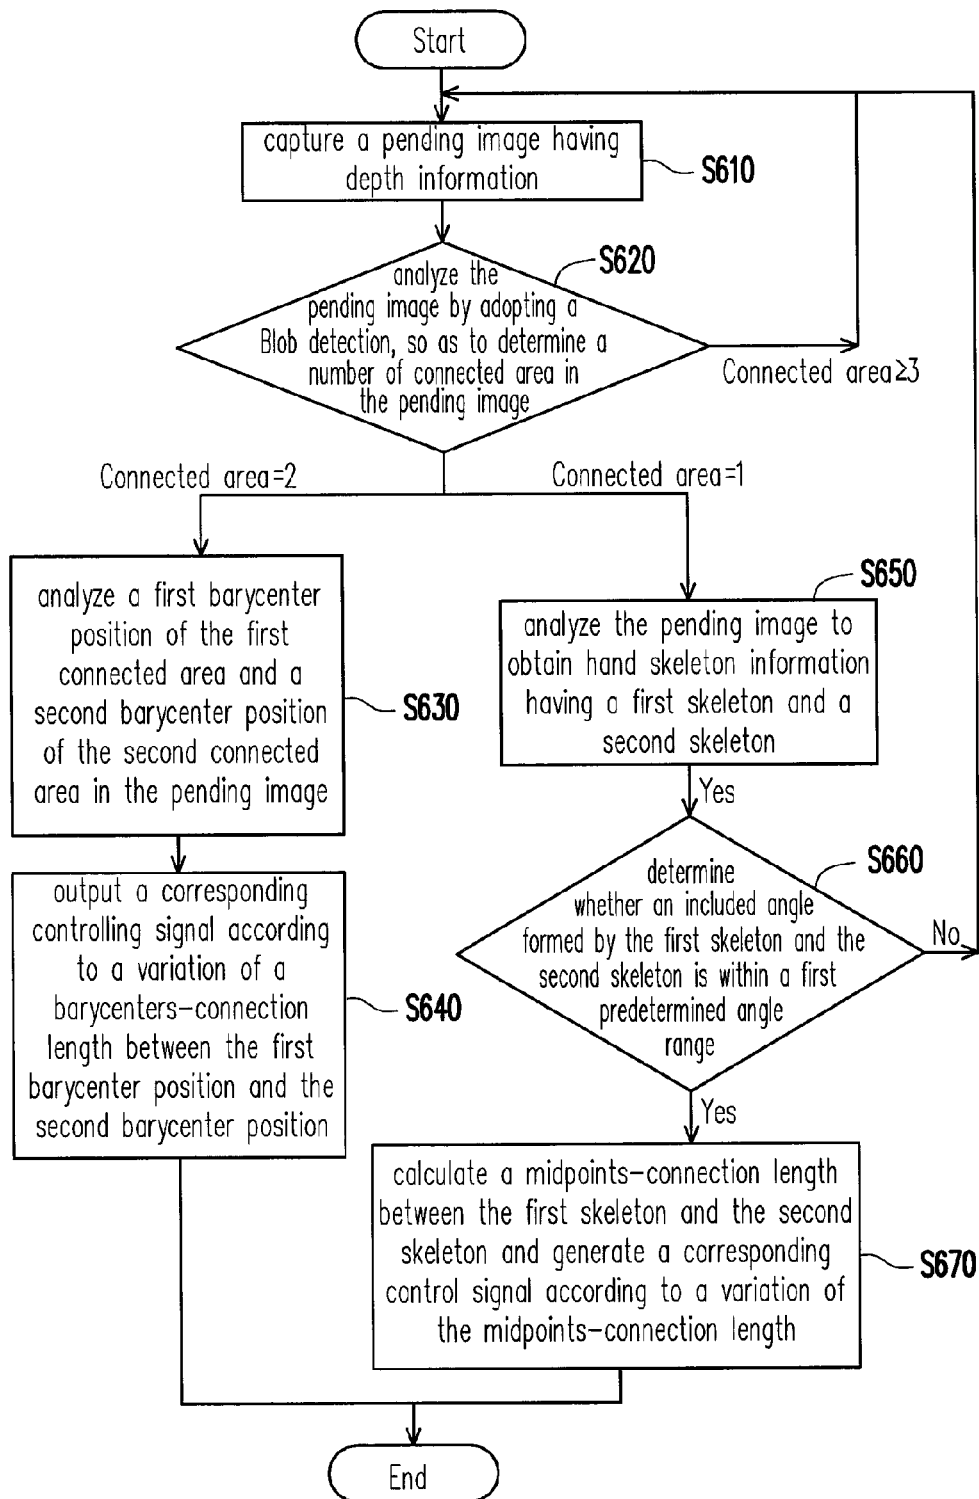 Start
capture a pending image having
depth information
S610
S620
analyze the
pending image by adopting a
Blob detection, so as to determine a
number of connected area in
the pending image
Connected area≥3
Connected area=2
Connected area=1
analyze a first barycenter
position of the first
connected area and a
second barycenter position
of the second connected
area in the pending image
S630
S650
analyze the pending image to
obtain hand skeleton information
having a first skeleton and a
second skeleton
Yes
output a corresponding
controlling signal according
to a variation of a
barycenters-connection
length between the first
barycenter position and the
second barycenter position
S640
S660
determine
whether an included angle
formed by the first skeleton and the
second skeleton is within a first
predetermined angle
range
No
Yes
calculate a midpoints-connection length
between the first skeleton and the second
skeleton and generate a corresponding
control signal according to a variation of
the midpoints-connection length
S670
End